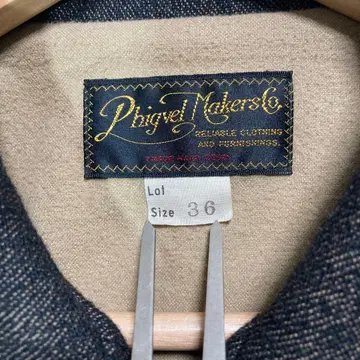 Phigvel Makers Co,
RELIABLE CLOTHING
AND FURNISHINGS.
Lot
Size 36